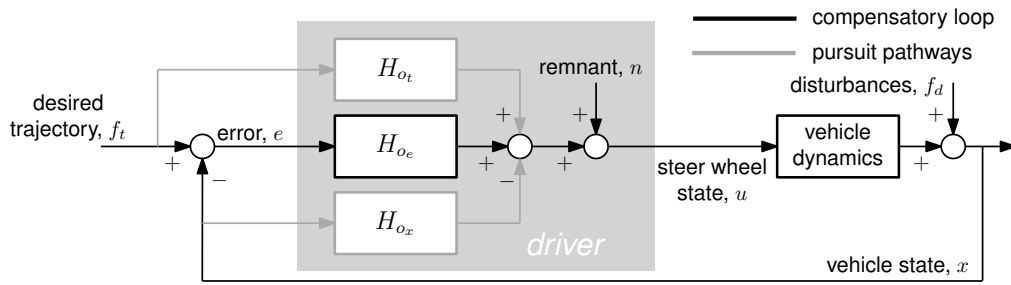 compensatory loop
pursuit pathways
H_{o_t}
remnant, n
disturbances, f_d
+
+
desired
trajectory, f_t
+
−
error, e
H_{o_e}
+
+
−
+
steer wheel
state, u
vehicle
dynamics
+
H_{o_x}
driver
vehicle state, x